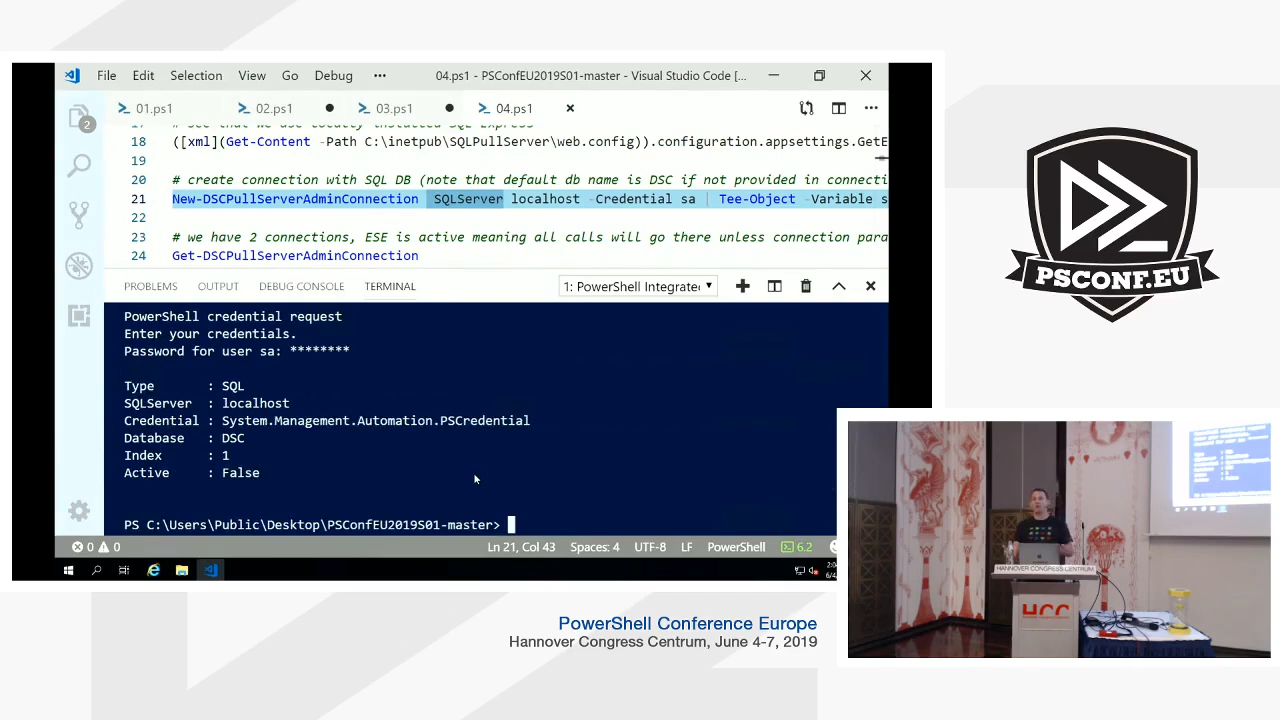 File Edit Selection View Go Debug ••• 04.ps1 - PSConfEU2019S01-master - Visual Studio Code [...
01.ps1 02.ps1 03.ps1 04.ps1
2
18 ([xml](Get-Content -Path C:\inetpub\SQLPullServer\web.config)).configuration.appsettings.GetE
19
20 # create connection with SQL DB (note that default db name is DSC if not provided in connecti
21 New-DSCPullServerAdminConnection SQLServer localhost -Credential sa | Tee-Object -Variable s
22
23 # we have 2 connections, ESE is active meaning all calls will go there unless connection para
24 Get-DSCPullServerAdminConnection
PROBLEMS OUTPUT DEBUG CONSOLE TERMINAL 1: PowerShell Integrate
PowerShell credential request
Enter your credentials.
Password for user sa: ********
Type : SQL
SQLServer : localhost
Credential : System.Management.Automation.PSCredential
Database : DSC
Index : 1
Active : False
PS C:\Users\Public\Desktop\PSConfEU2019S01-master>
0 0 Ln 21, Col 43 Spaces: 4 UTF-8 LF PowerShell 6.2
PSCONF.EU
HANNOVER CONGRESS CENTRUM
HCC
PowerShell Conference Europe
Hannover Congress Centrum, June 4-7, 2019